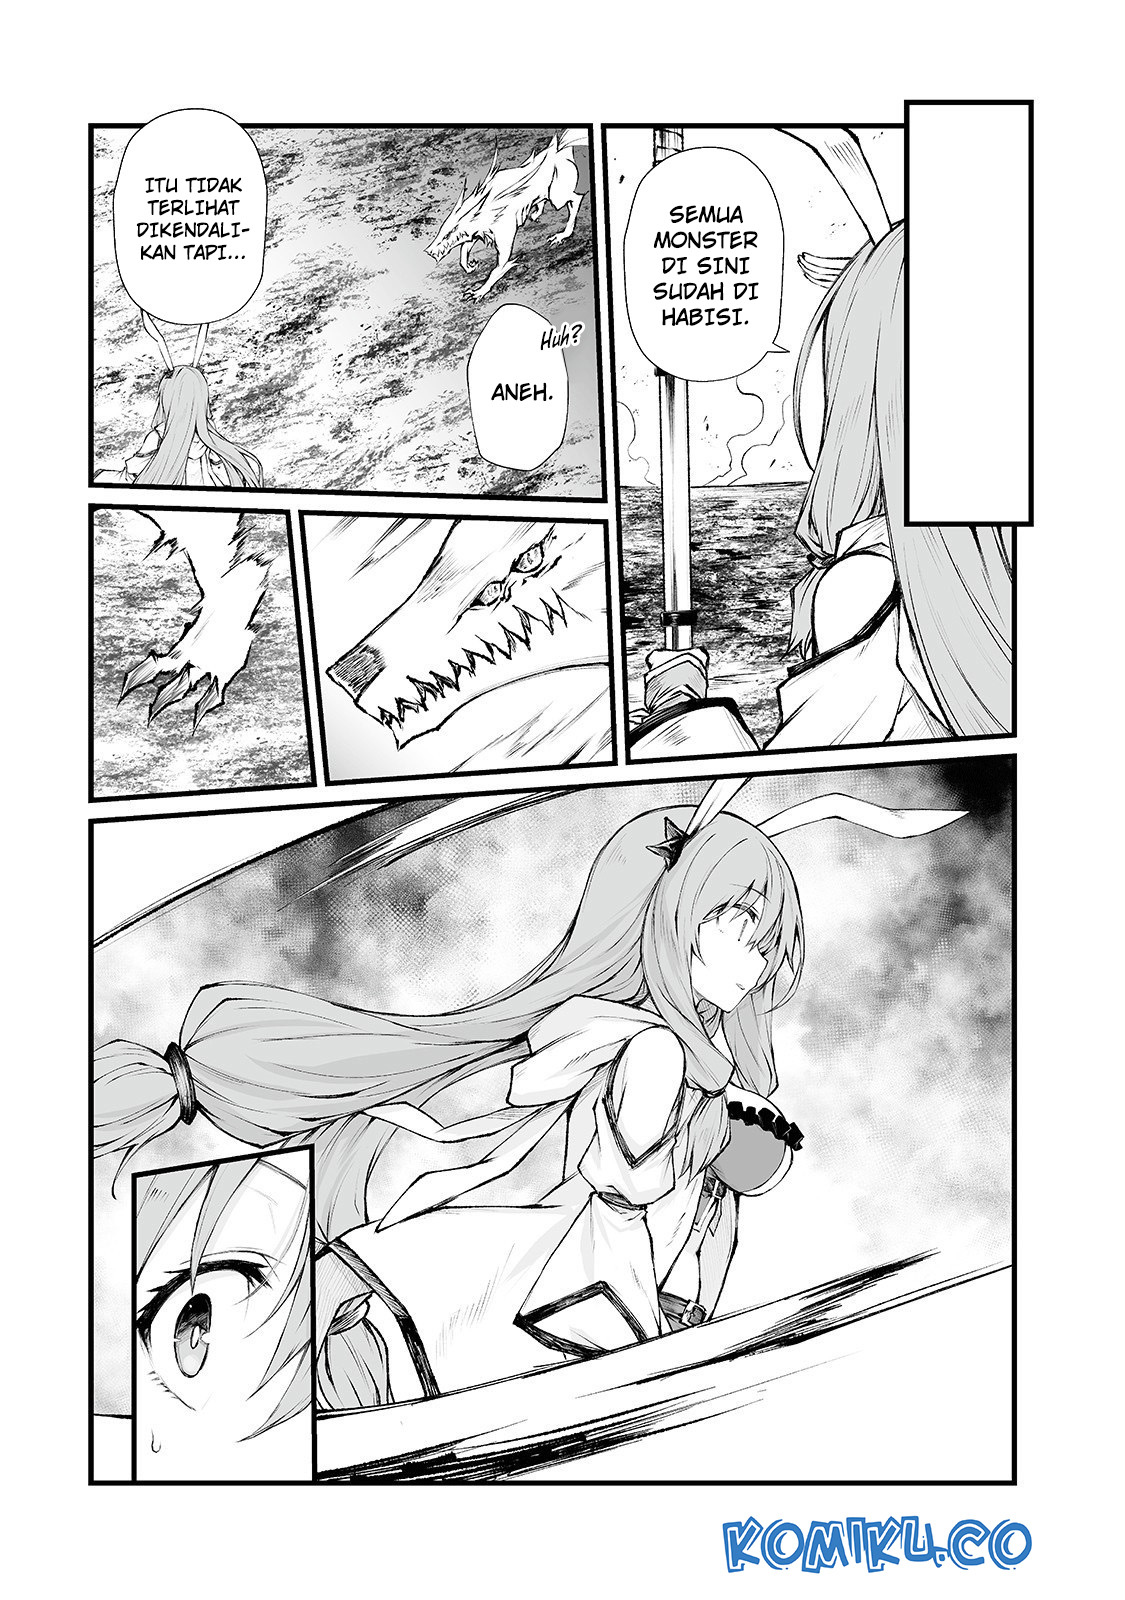 SEMUA
MONSTER
DI SINI
SUDAH DI
HABISI.
Huh?
ANEH.
ITU TIDAK
TERLIHAT
DIKENDALI-
KAN TAPI...
KOMIKU.CO